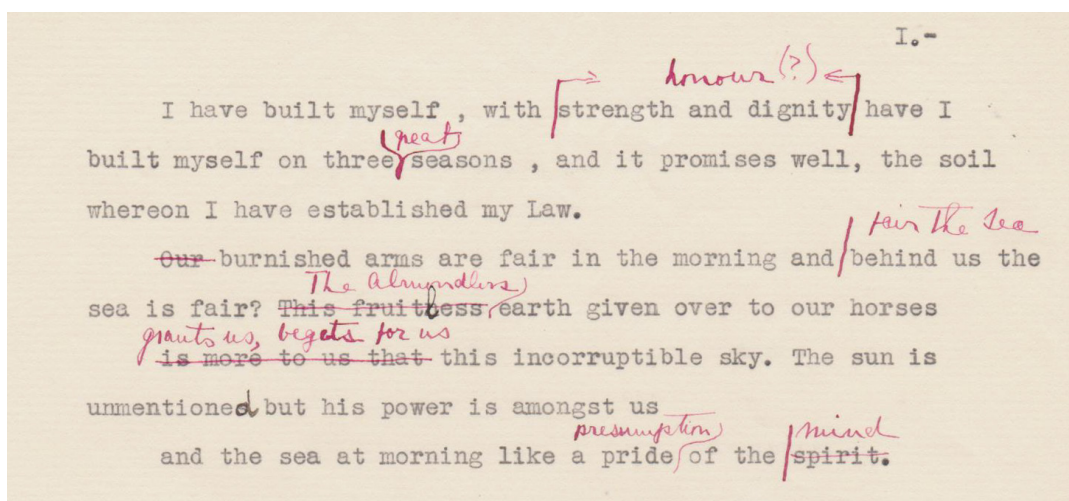 I.-
honour (?)
I have built myself , with strength and dignity have I
great
built myself on three seasons , and it promises well, the soil
whereon I have established my Law.
fair the sea
Our burnished arms are fair in the morning and behind us the
The almondless
sea is fair? This fruitless earth given over to our horses
grants us, begets for us
is more to us that this incorruptible sky. The sun is
unmentioned but his power is amongst us
presumption mind
and the sea at morning like a pride of the spirit.